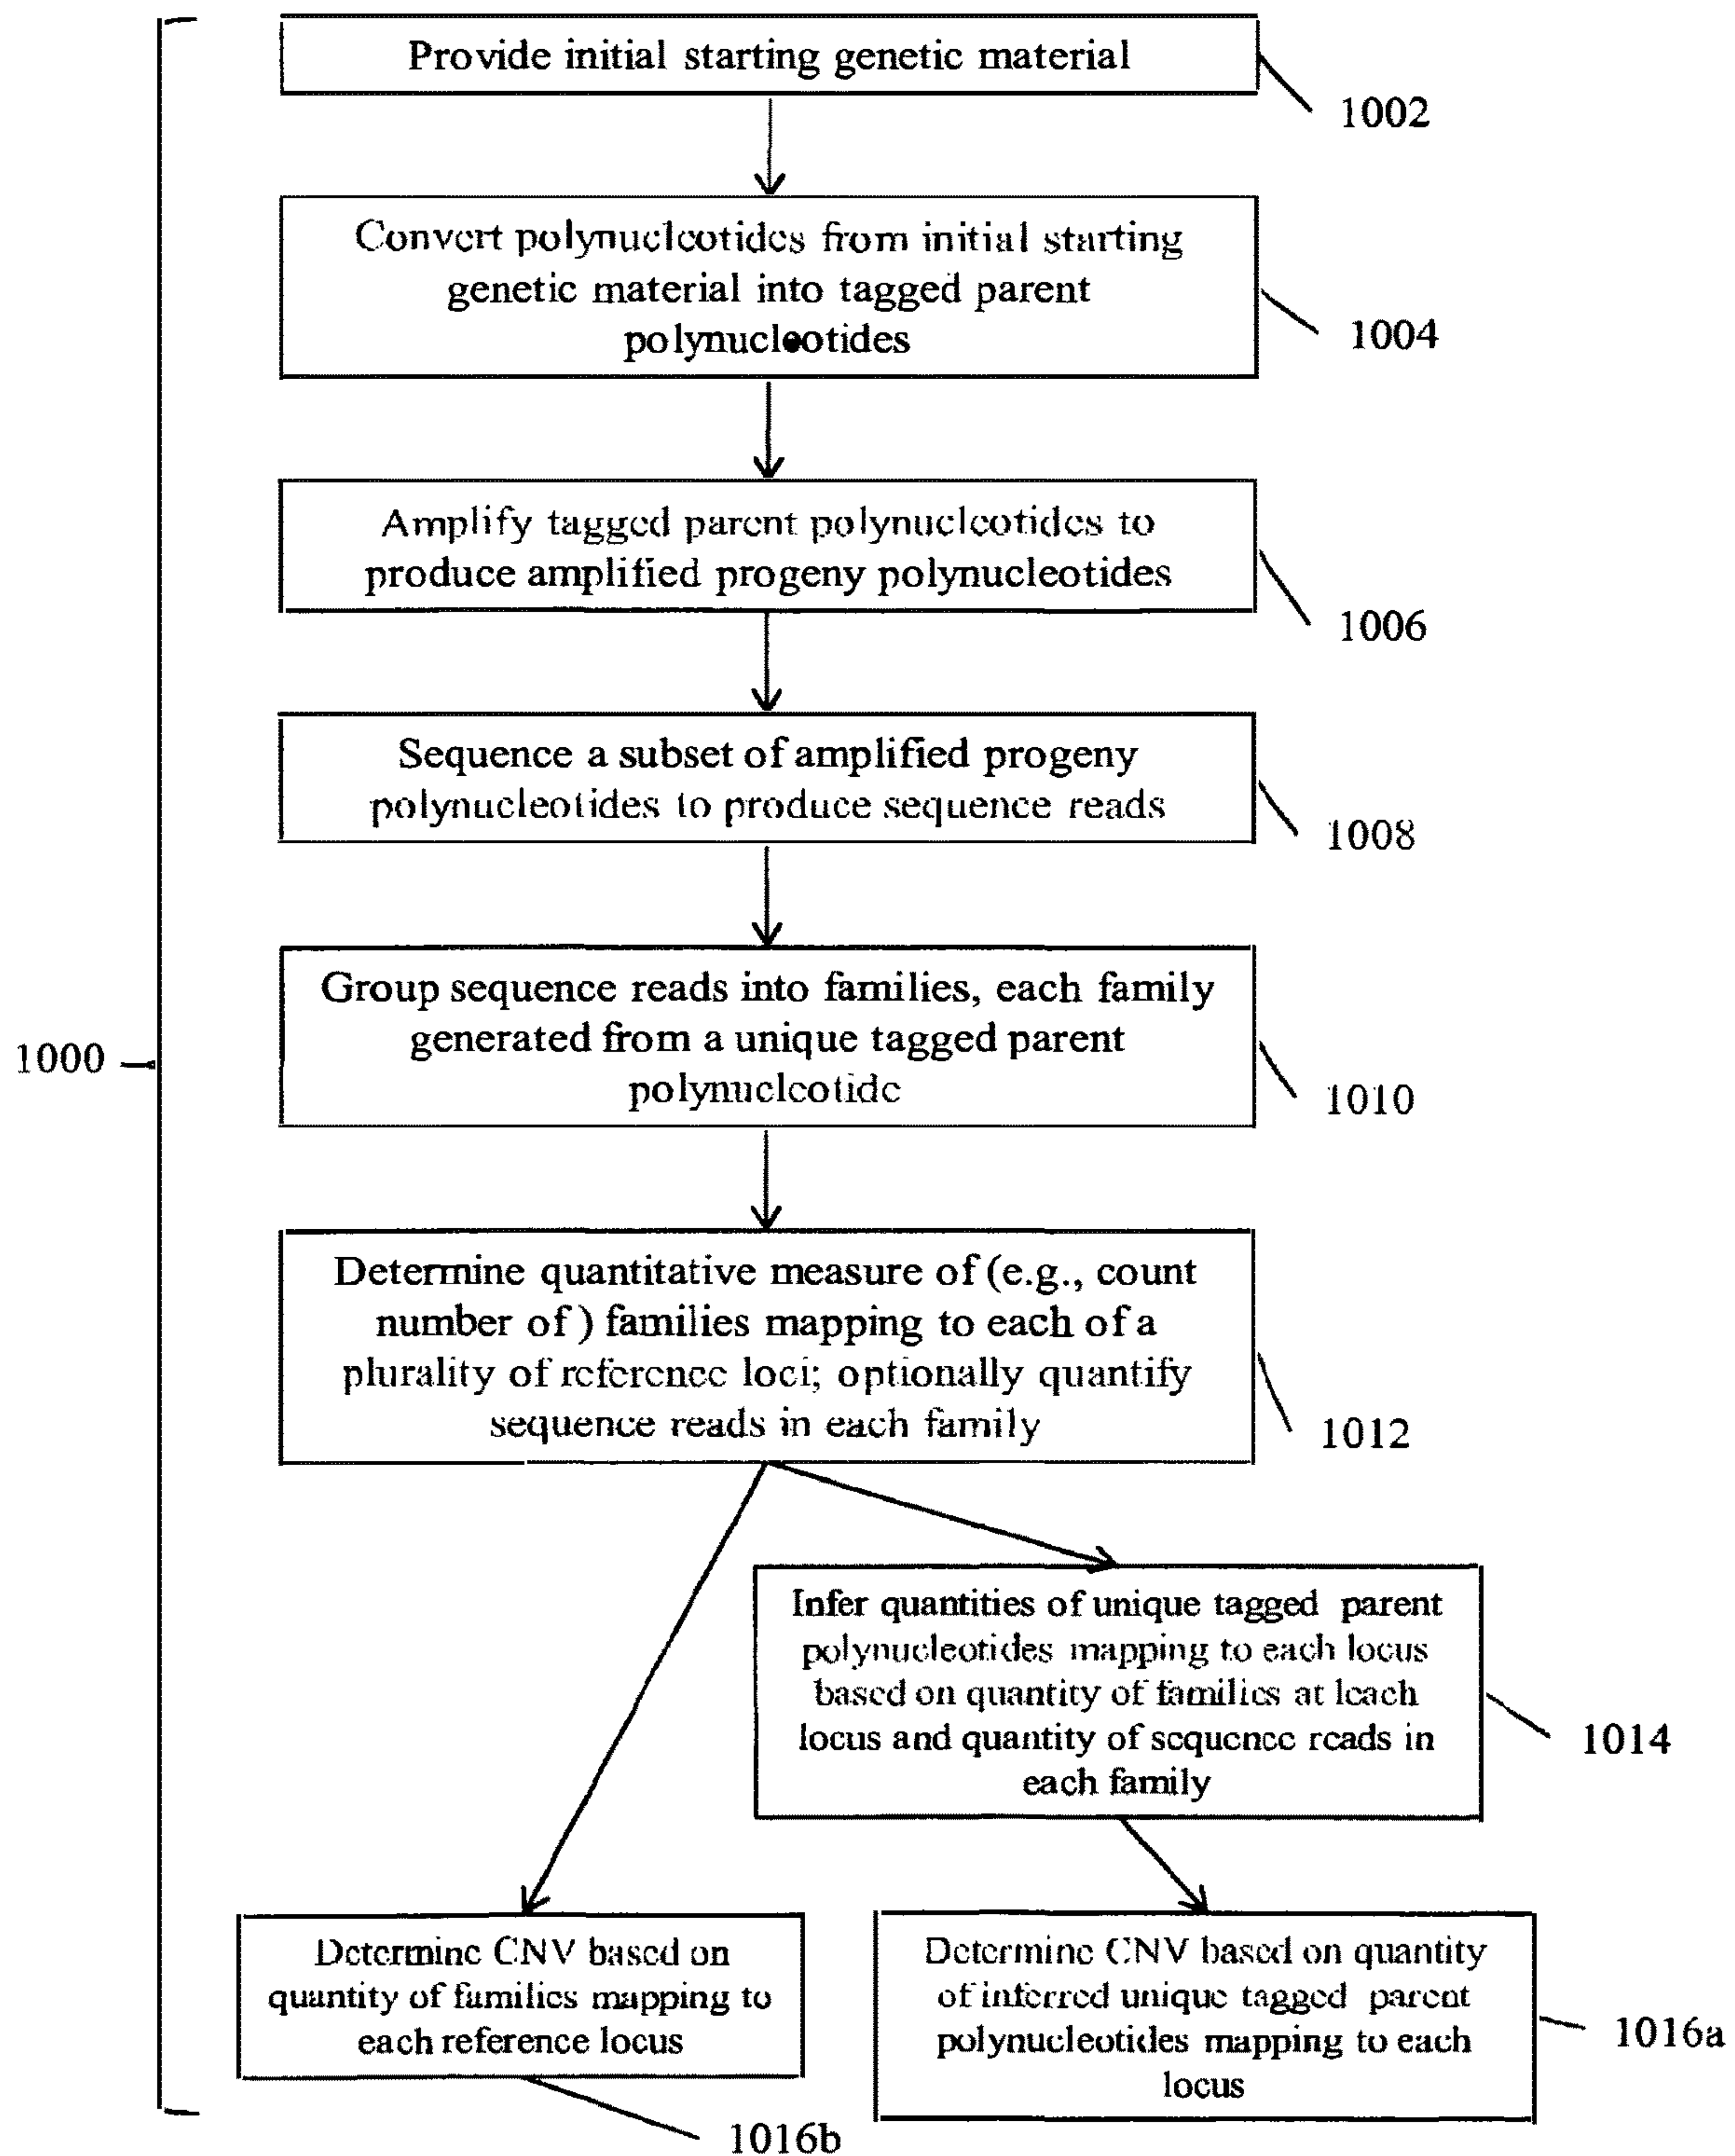 Provide initial starting genetic material
1002
Convert polynucleotides from initial starting
genetic material into tagged parent
polynucleotides
1004
Amplify tagged parent polynucleotides to
produce amplified progeny polynucleotides
1006
Sequence a subset of amplified progeny
polynucleotides to produce sequence reads
1008
Group sequence reads into families, each family
generated from a unique tagged parent
polynucleotide
1010
1000
Determine quantitative measure of (e.g., count
number of ) families mapping to each of a
plurality of reference loci; optionally quantify
sequence reads in each family
1012
Infer quantities of unique tagged parent
polynucleotides mapping to each locus
based on quantity of families at leach
locus and quantity of sequence reads in
each family
1014
Determine CNV based on
quantity of families mapping to
each reference locus
1016b
Determine CNV based on quantity
of inferred unique tagged parent
polynucleotides mapping to each
locus
1016a